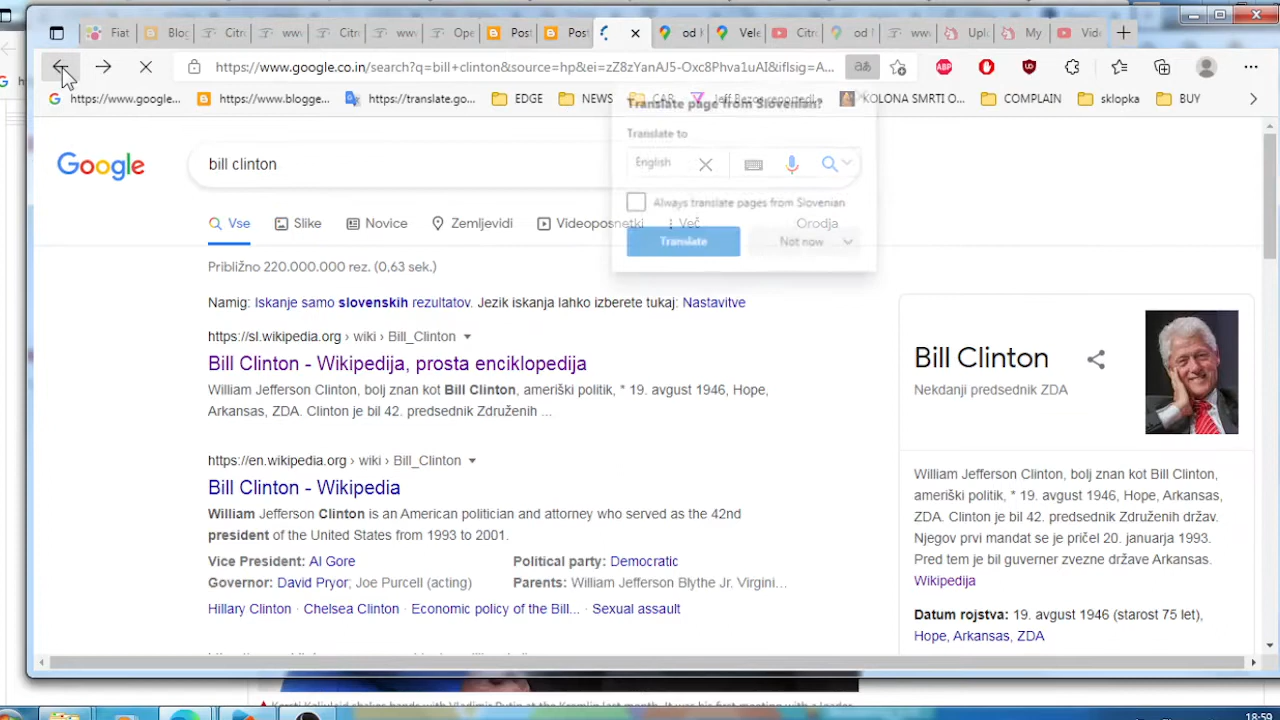 Fiat
Blog
Citr
www
Citr
www
Ope
Post
Post
od
Vele
Citr
od
www
Uplo
My
Vide
https://www.google.co.in/search?q=bill+clinton&source=hp&ei=zZ8zYanAJ5-Oxc8Phva1uAI&iflsig=A...
https://www.google...
https://www.blogge...
https://translate.go...
EDGE
NEWS
CAR
Jeff Bezos reportedl...
KOLONA SMRTI O...
COMPLAIN
sklopka
BUY
Translate page from Slovenian?
Translate to
English
Always translate pages from Slovenian
Translate
Not now
Google
bill clinton
Vse
Slike
Novice
Zemljevidi
Videoposnetki
Več
Orodja
Približno 220.000.000 rez. (0,63 sek.)
Namig: Iskanje samo slovenskih rezultatov. Jezik iskanja lahko izberete tukaj: Nastavitve
https://sl.wikipedia.org › wiki › Bill_Clinton
Bill Clinton - Wikipedija, prosta enciklopedija
William Jefferson Clinton, bolj znan kot Bill Clinton, ameriški politik, * 19. avgust 1946, Hope,
Arkansas, ZDA. Clinton je bil 42. predsednik Združenih ...
https://en.wikipedia.org › wiki › Bill_Clinton
Bill Clinton - Wikipedia
William Jefferson Clinton is an American politician and attorney who served as the 42nd
president of the United States from 1993 to 2001.
Vice President: Al Gore
Political party: Democratic
Governor: David Pryor, Joe Purcell (acting)
Parents: William Jefferson Blythe Jr. Virgini...
Hillary Clinton · Chelsea Clinton · Economic policy of the Bill... · Sexual assault
Bill Clinton
Nekdanji predsednik ZDA
William Jefferson Clinton, bolj znan kot Bill Clinton,
ameriški politik, * 19. avgust 1946, Hope, Arkansas,
ZDA. Clinton je bil 42. predsednik Združenih držav.
Njegov prvi mandat se je pričel 20. januarja 1993.
Pred tem je bil guverner zvezne države Arkansas.
Wikipedija
Datum rojstva: 19. avgust 1946 (starost 75 let),
Hope, Arkansas, ZDA
18:59